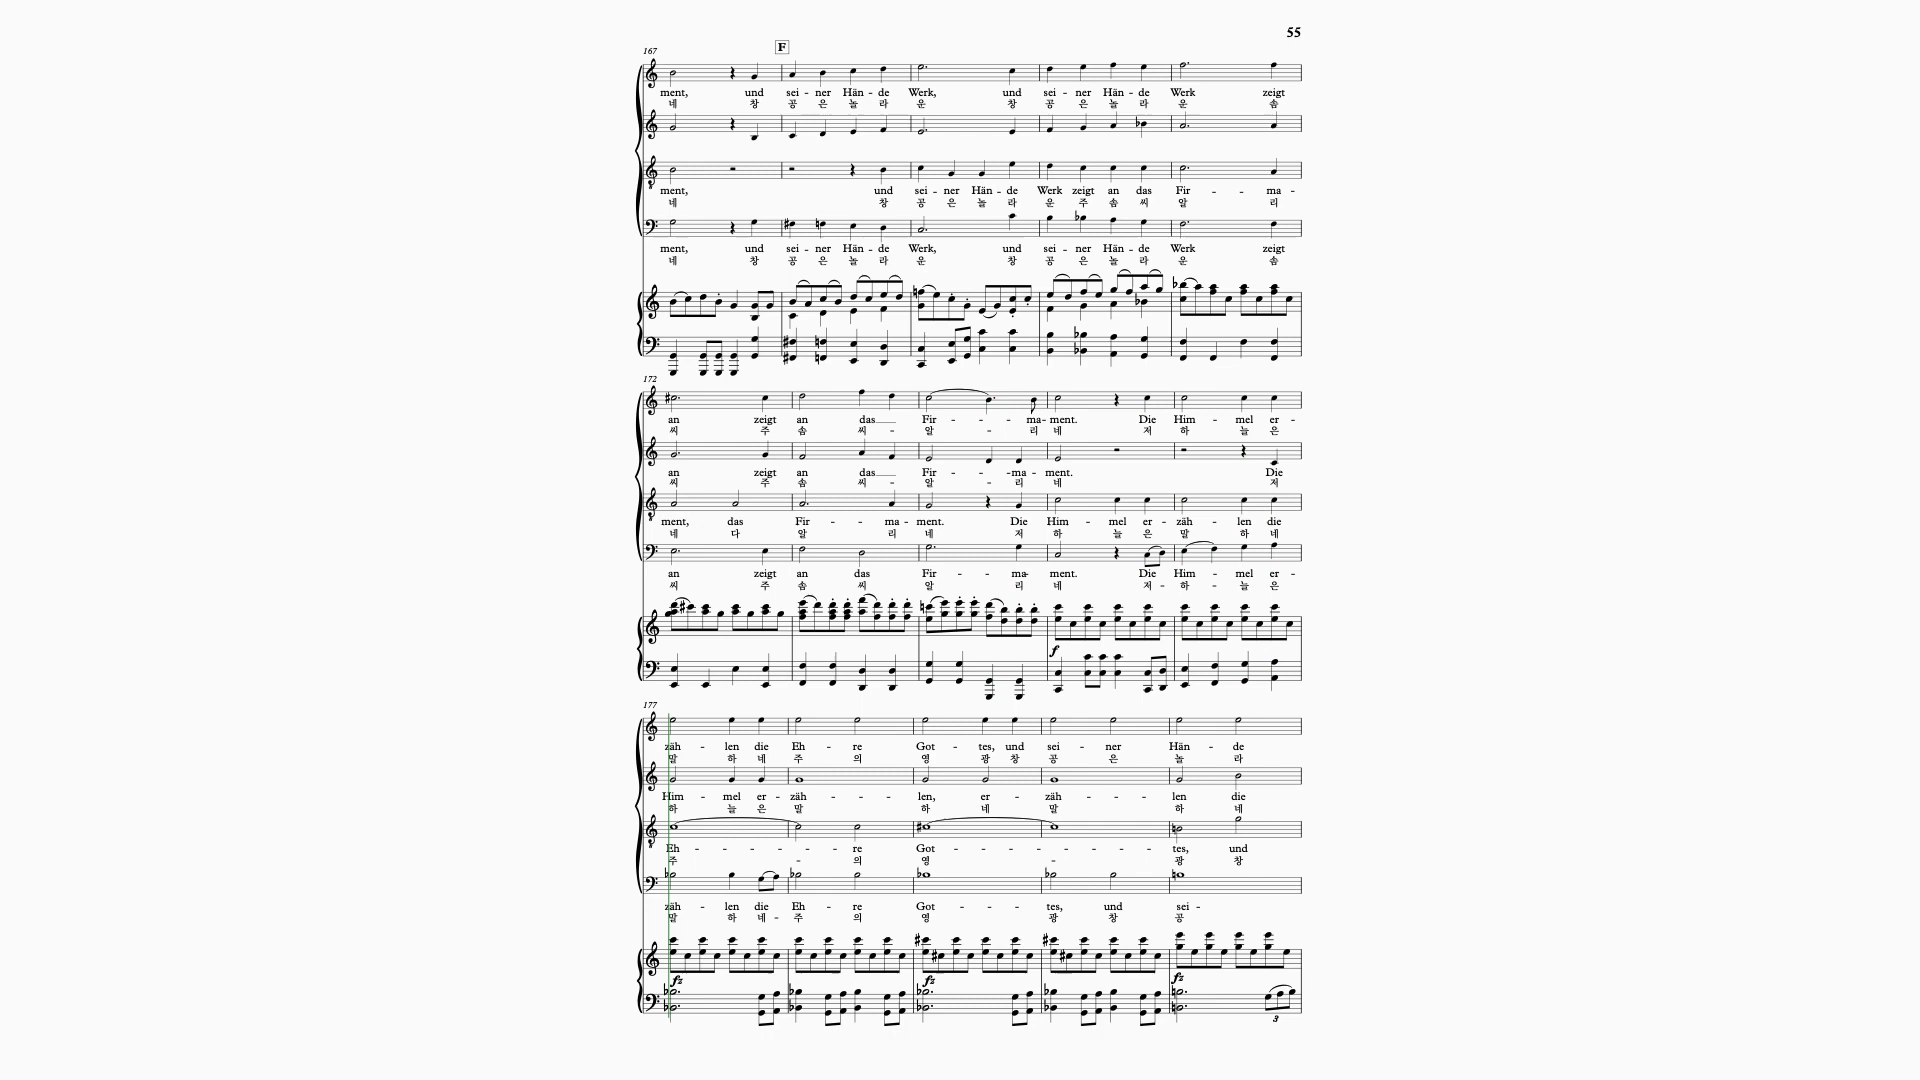 55
167
F
ment, und sei - ner Hän - de Werk, und sei - ner Hän - de Werk zeigt
네 창 공 은 놀 라 운 창 공 은 놀 라 운 솜
ment, und sei - ner Hän - de Werk zeigt an das Fir - - ma -
네 창 공 은 놀 라 운 주 솜 씨 알 리
ment, und sei - ner Hän - de Werk, und sei - ner Hän - de Werk zeigt
네 창 공 은 놀 라 운 창 공 은 놀 라 운 솜
172
an zeigt an das Fir - - - ma - ment. Die Him - mel er -
씨 주 솜 씨 - 알 - 리 네 저 하 늘 은
an zeigt an das Fir - - - ma - ment. Die
씨 주 솜 씨 - 알 - 리 네 저
ment, das Fir - - ma - ment. Die Him - mel er - zäh - len die
네 다 알 리 네 저 하 늘 은 말 하 네
an zeigt an das Fir - - ma - ment. Die Him - mel er -
씨 주 솜 씨 알 리 네 저 - 하 - 늘 은
f
177
zäh - len die Eh - re Got - tes, und sei - ner Hän - de
말 하 네 주 의 영 광 창 공 은 놀 라
Him - mel er - zäh - - len, er - zäh - - len die
하 늘 은 말 하 네 말 하 네
Eh - - - - re Got - - - - - tes, und
주 - 의 영 - 광 창
zäh - len die Eh - re Got - - tes, und sei -
말 하 네 - 주 의 영 광 창 공
fz fz fz
3